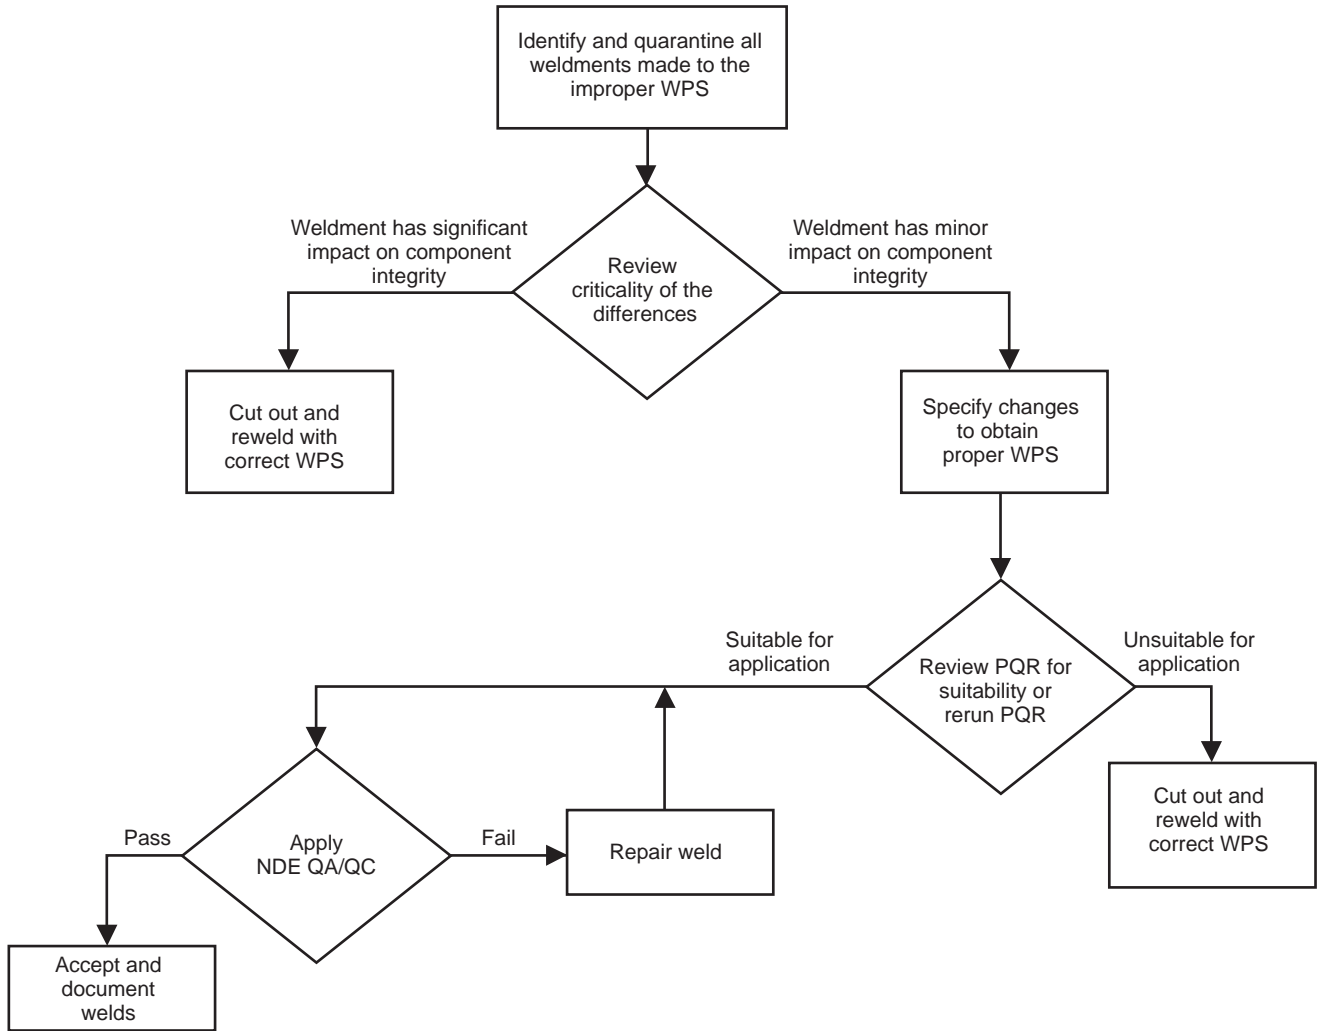 Identify and quarantine all
weldments made to the
improper WPS
Weldment has significant
impact on component
integrity
Weldment has minor
impact on component
integrity
Review
criticality of the
differences
Cut out and
reweld with
correct WPS
Specify changes
to obtain
proper WPS
Suitable for
application
Unsuitable for
application
Review PQR for
suitability or
rerun PQR
Cut out and
reweld with
correct WPS
Pass
Apply
NDE QA/QC
Fail
Repair weld
Accept and
document
welds